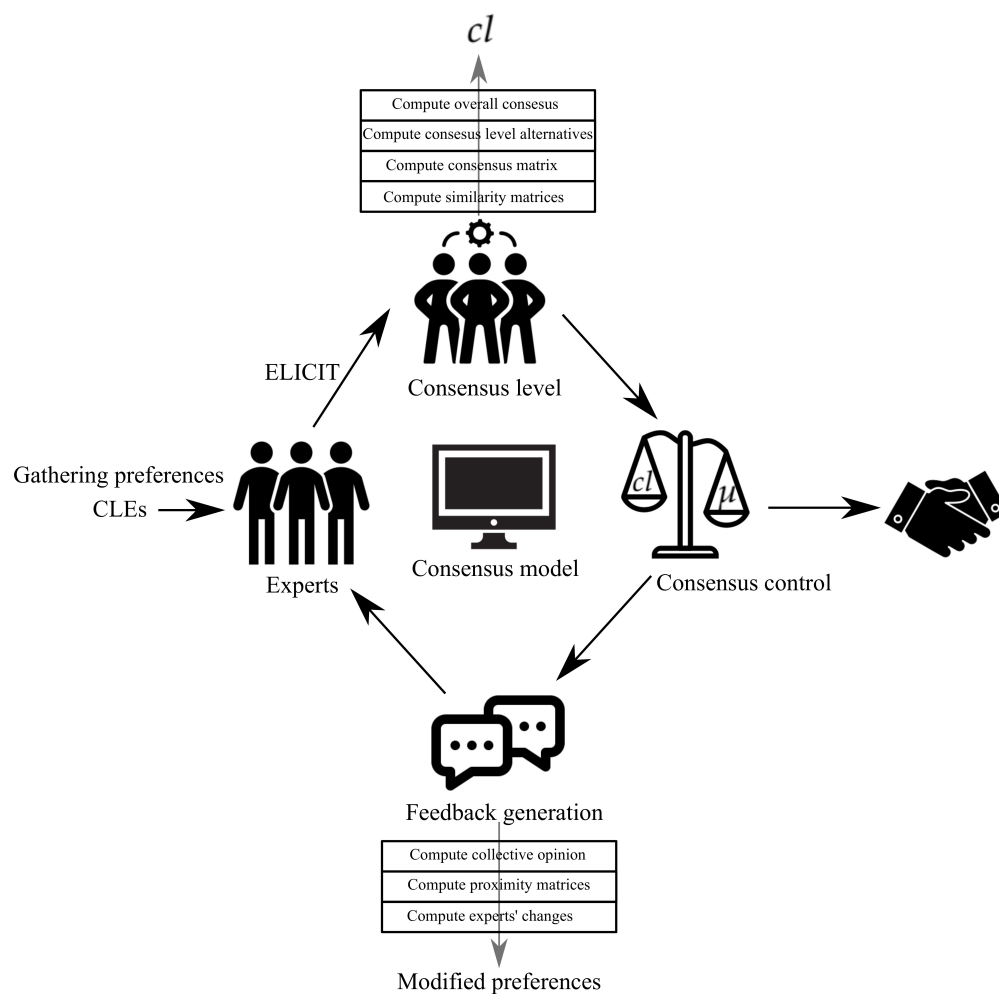 cl
Compute overall consesus
Compute consesus level alternatives
Compute consensus matrix
Compute similarity matrices
ELICIT
Consensus level
Gathering preferences
CLEs
cl
μ
Experts
Consensus model
Consensus control
Feedback generation
Compute collective opinion
Compute proximity matrices
Compute experts' changes
Modified preferences